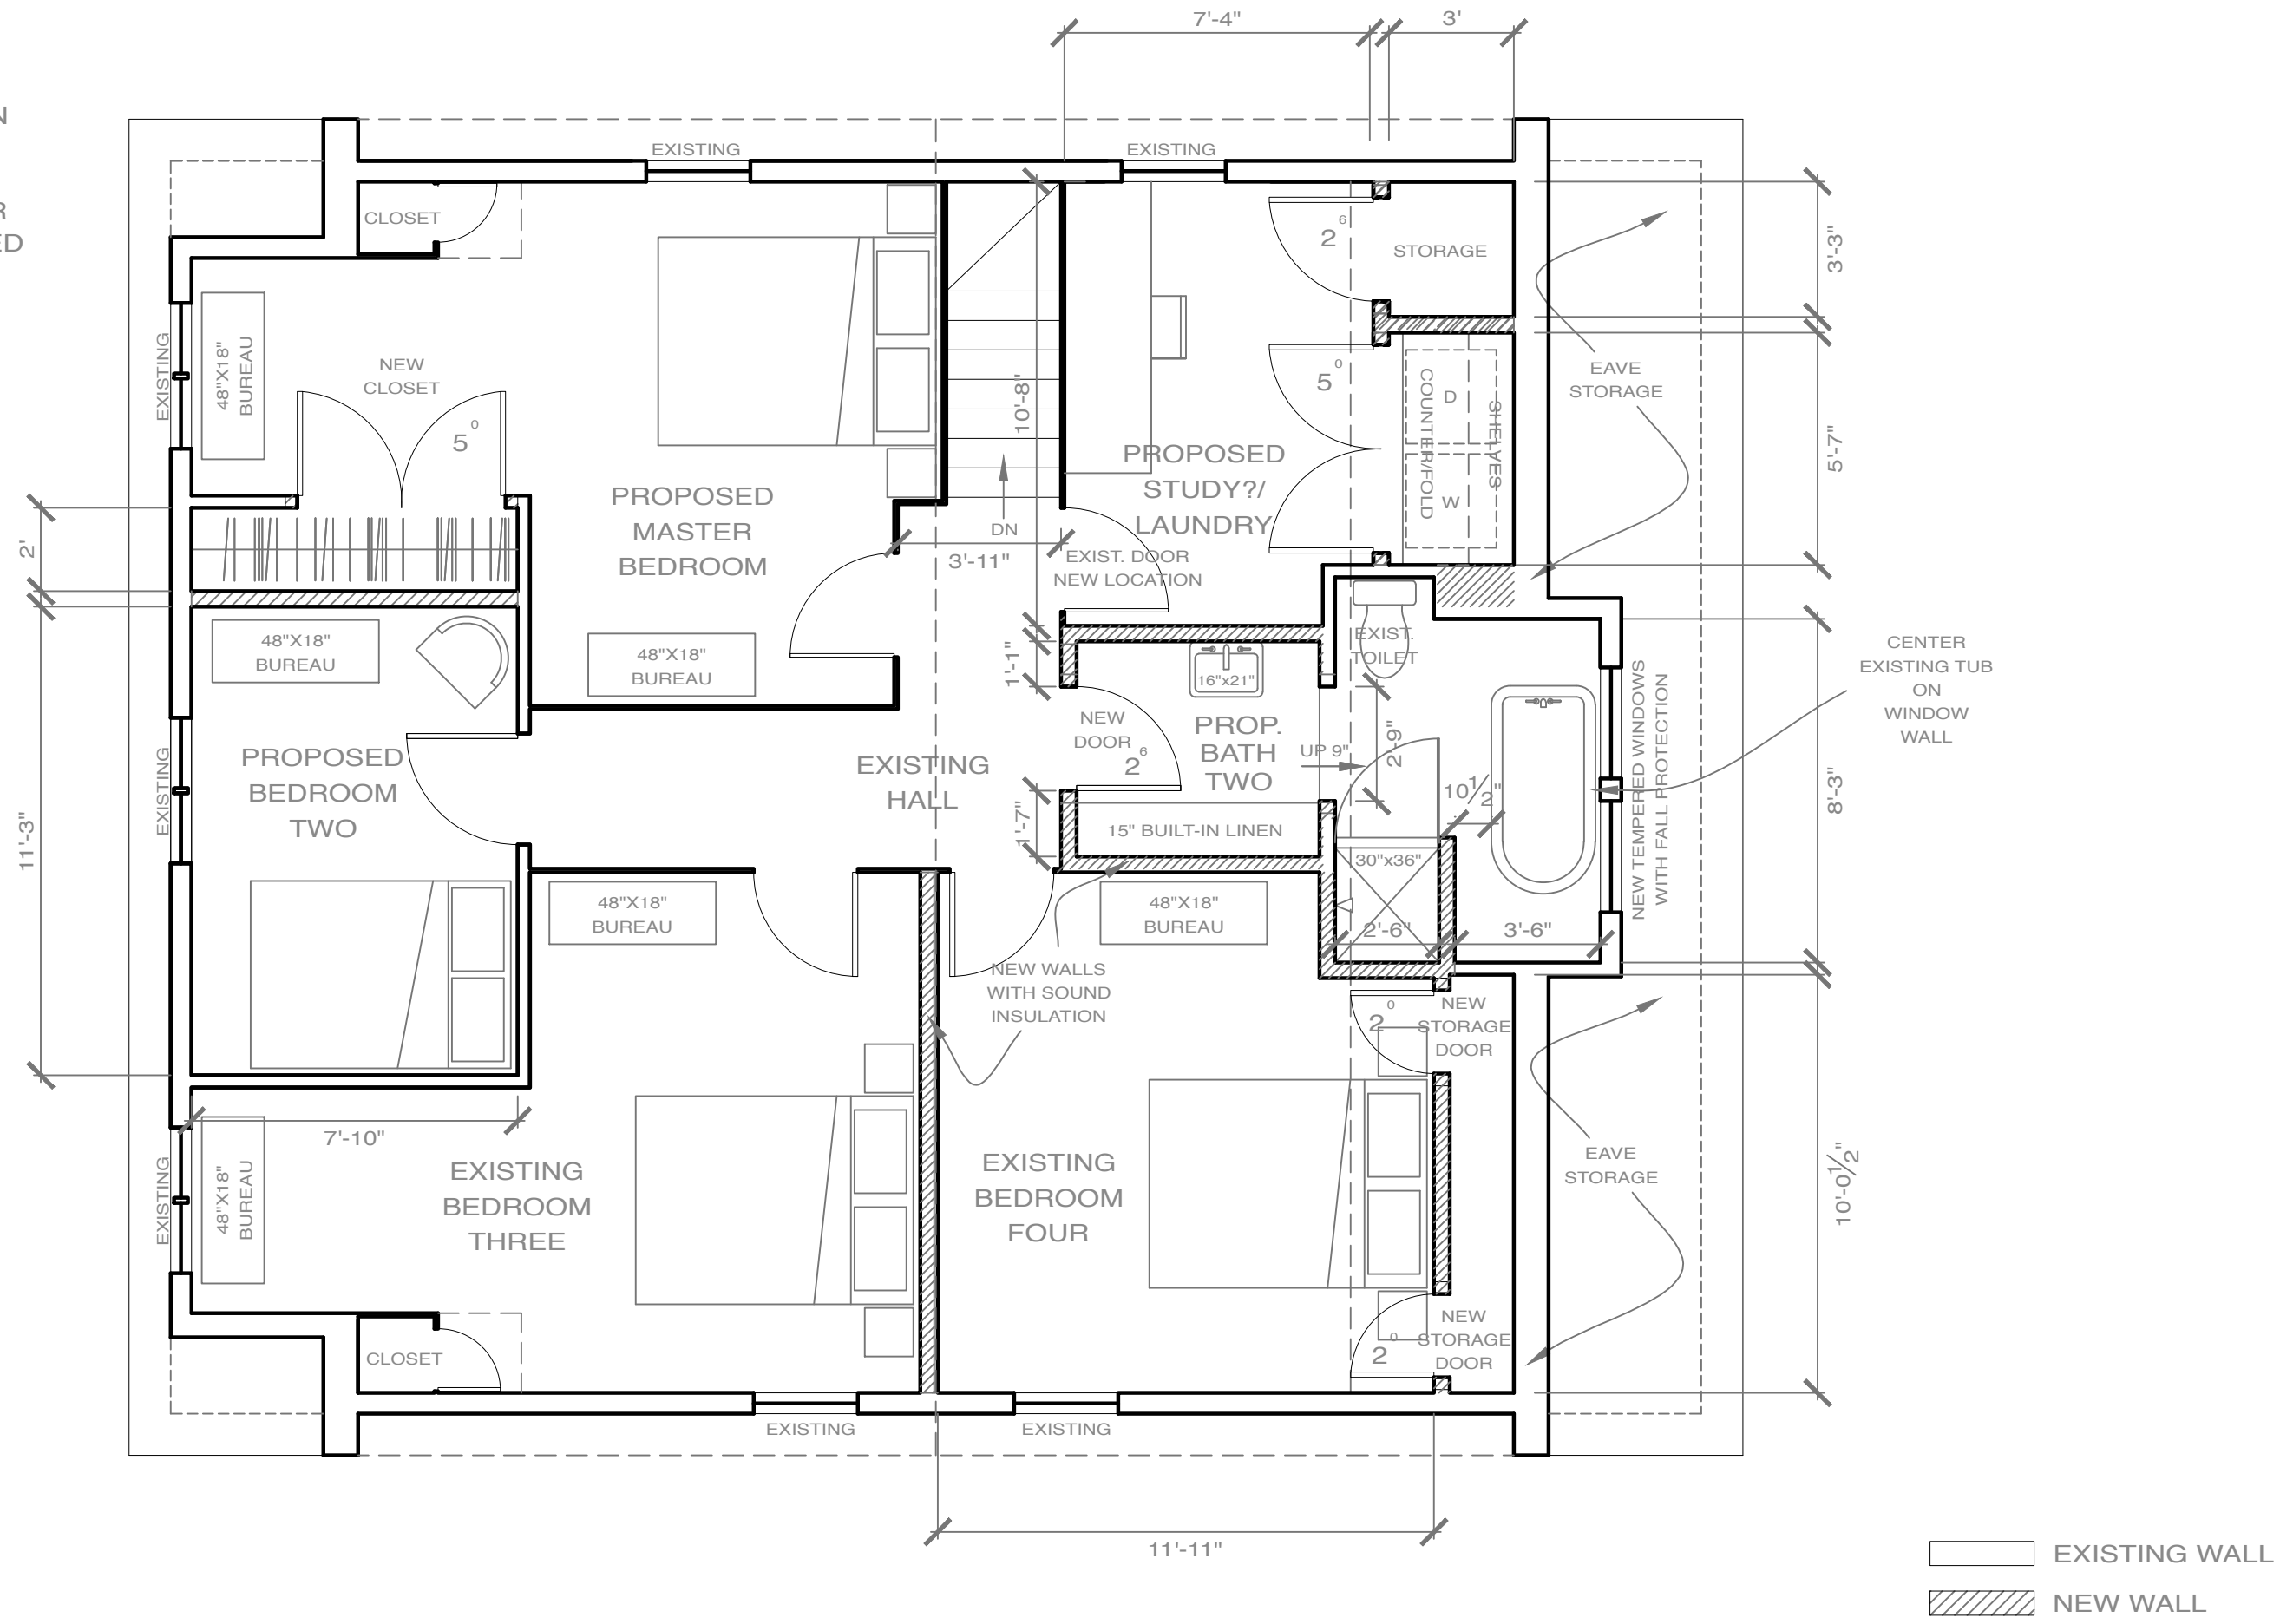 7'-4"
3'
N
R
ED
EXISTING
EXISTING
CLOSET
2 6
STORAGE
3'-3"
EXISTING
48"X18"
BUREAU
NEW
CLOSET
5 0
10'-8"
DN
3'-11"
PROPOSED
MASTER
BEDROOM
PROPOSED
STUDY?/
LAUNDRY
5 0
COUNTER/FOLD
D
W
SHELVES
EAVE
STORAGE
5'-7"
EXIST. DOOR
NEW LOCATION
2'
48"X18"
BUREAU
48"X18"
BUREAU
1'-1"
16"x21"
EXIST.
TOILET
CENTER
EXISTING TUB
ON
WINDOW
WALL
NEW TEMPERED WINDOWS
WITH FALL PROTECTION
8'-3"
EXISTING
PROPOSED
BEDROOM
TWO
11'-3"
EXISTING
HALL
NEW
DOOR
2 6
PROP.
BATH
TWO
UP 9"
2'-9"
10 1/2"
1'-7"
15" BUILT-IN LINEN
30"x36"
2'-6"
3'-6"
48"X18"
BUREAU
48"X18"
BUREAU
NEW WALLS
WITH SOUND
INSULATION
2 0
NEW
STORAGE
DOOR
7'-10"
EXISTING
48"X18"
BUREAU
EXISTING
BEDROOM
THREE
EXISTING
BEDROOM
FOUR
EAVE
STORAGE
10'-0 1/2"
CLOSET
2 0
NEW
STORAGE
DOOR
EXISTING
EXISTING
11'-11"
EXISTING WALL
NEW WALL